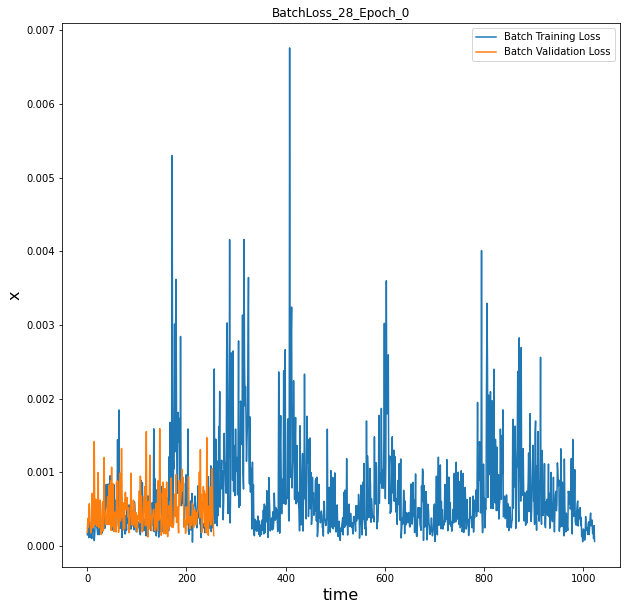 BatchLoss_28_Epoch_0
Batch Training Loss
Batch Validation Loss
0.007
0.006
0.005
0.004
0.003
0.002
0.001
0.000
x
0
200
400
600
800
1000
time